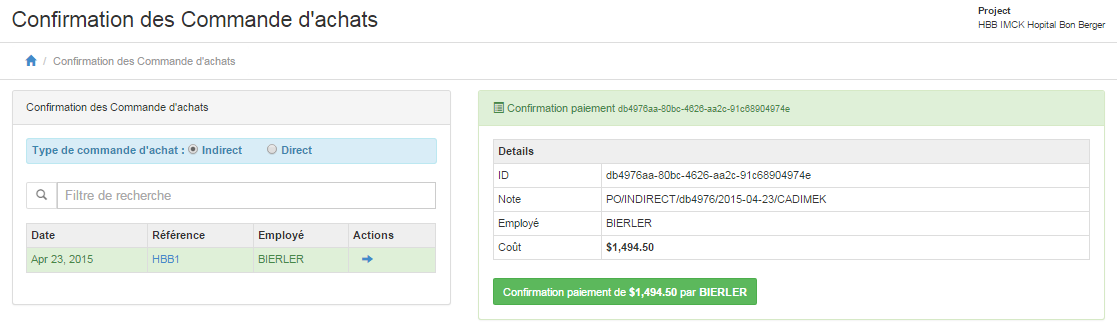 Confirmation des Commande d'achats
Project
HBB IMCK Hopital Bon Berger
/ Confirmation des Commande d'achats
Confirmation des Commande d'achats
Type de commande d'achat : Indirect Direct
Filtre de recherche
Date Référence Employé Actions
Apr 23, 2015 HBB1 BIERLER
Confirmation paiement db4976aa-80bc-4626-aa2c-91c68904974e
Details
ID db4976aa-80bc-4626-aa2c-91c68904974e
Note PO/INDIRECT/db4976/2015-04-23/CADIMEK
Employé BIERLER
Coût $1,494.50
Confirmation paiement de $1,494.50 par BIERLER